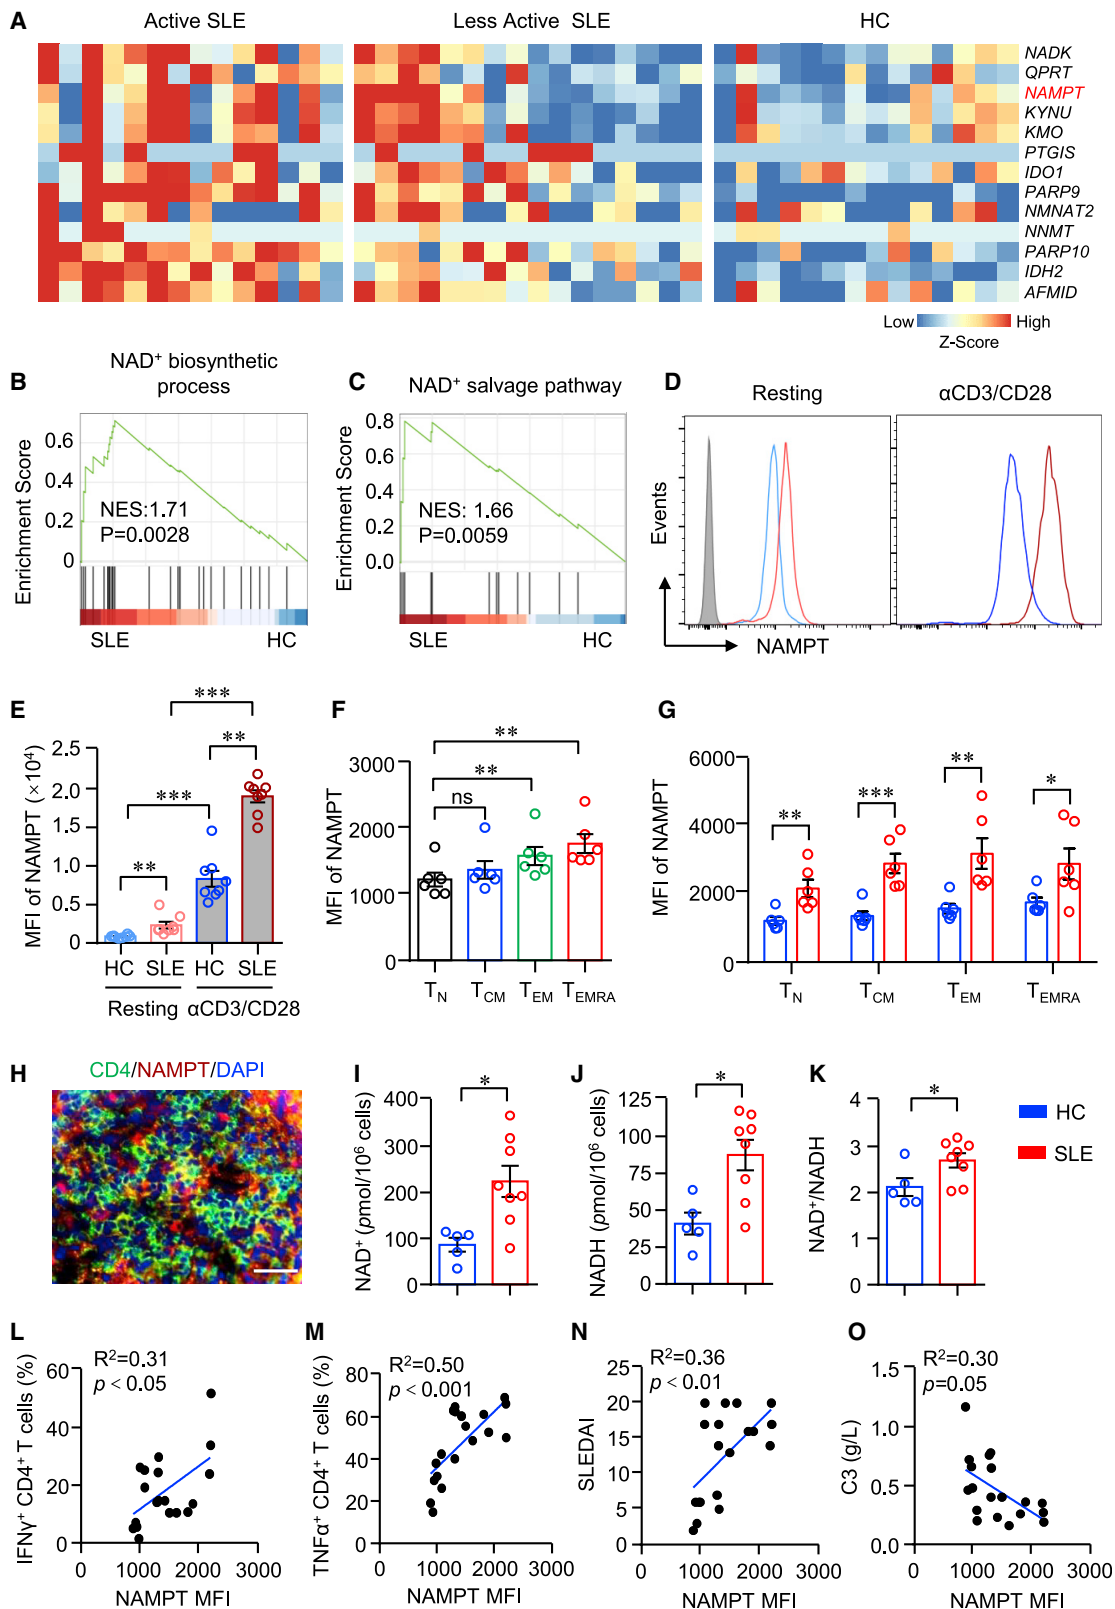 A
Active SLE
Less Active SLE
HC
NADK
QPRT
NAMPT
KYNU
KMO
PTGIS
IDO1
PARP9
NMNAT2
NNMT
PARP10
IDH2
AFMID
Low
High
Z-Score
B
NAD⁺ biosynthetic
process
Enrichment Score
0.6
0.4
0.2
0
NES:1.71
P=0.0028
SLE
HC
C
NAD⁺ salvage pathway
Enrichment Score
0.8
0.6
0.4
0.2
0.0
NES: 1.66
P=0.0059
SLE
HC
D
Resting
αCD3/CD28
Events
NAMPT
E
MFI of NAMPT (×10⁴)
2.5
2.0
1.5
1.0
0.5
0
***
**
***
**
HC
SLE
HC
SLE
Resting
αCD3/CD28
F
MFI of NAMPT
3000
2000
1000
0
**
**
ns
T_N
T_CM
T_EM
T_EMRA
G
MFI of NAMPT
6000
4000
2000
0
**
***
**
*
T_N
T_CM
T_EM
T_EMRA
H
CD4/NAMPT/DAPI
I
NAD⁺ (pmol/10⁶ cells)
400
300
200
100
0
*
J
NADH (pmol/10⁶ cells)
125
100
75
50
25
0
*
K
NAD⁺/NADH
4
3
2
1
0
*
HC
SLE
L
IFNγ⁺ CD4⁺ T cells (%)
60
40
20
0
R²=0.31
p < 0.05
0
1000
2000
3000
NAMPT MFI
M
TNFα⁺ CD4⁺ T cells (%)
80
60
40
20
0
R²=0.50
p < 0.001
0
1000
2000
3000
NAMPT MFI
N
SLEDAI
25
20
15
10
5
0
R²=0.36
p < 0.01
0
1000
2000
3000
NAMPT MFI
O
C3 (g/L)
1.5
1.0
0.5
0.0
R²=0.30
p=0.05
0
1000
2000
3000
NAMPT MFI